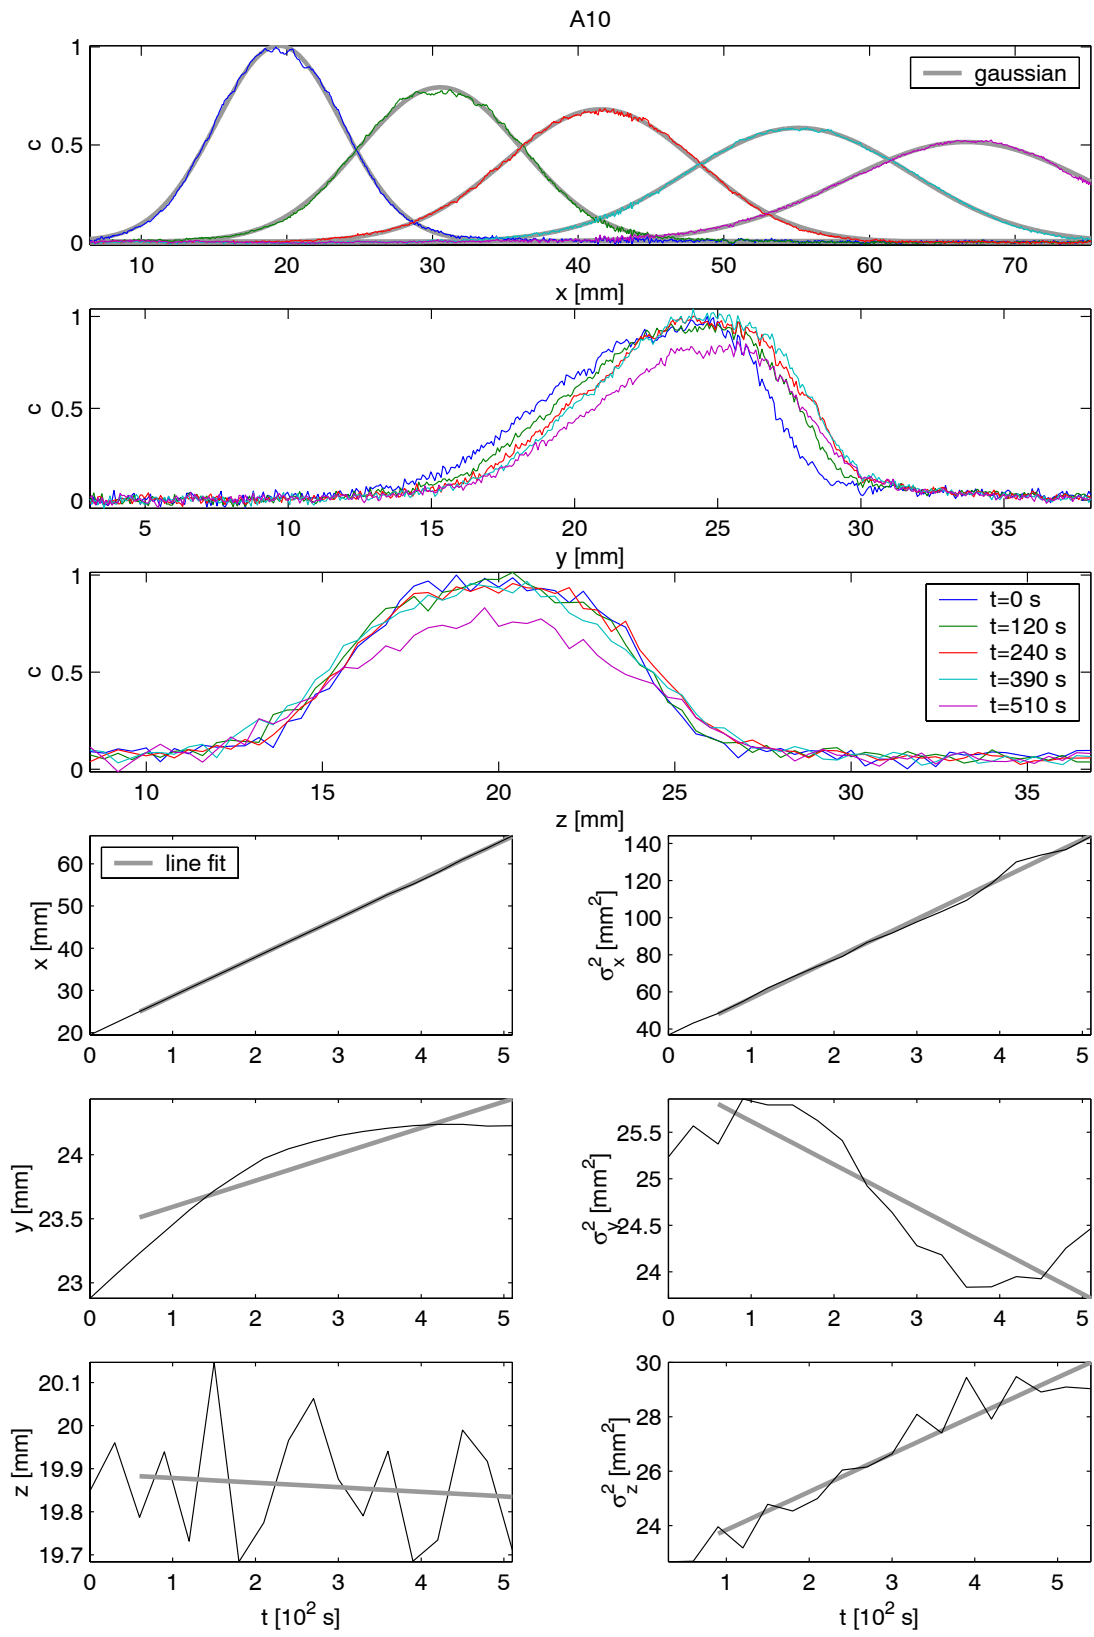 A10
1
0.5
0
c
gaussian
10 20 30 40 50 60 70
x [mm]
1
0.5
0
c
5 10 15 20 25 30 35
y [mm]
1
0.5
0
c
t=0 s
t=120 s
t=240 s
t=390 s
t=510 s
10 15 20 25 30 35
z [mm]
60
50
40
30
20
x [mm]
line fit
0 1 2 3 4 5
140
120
100
80
60
40
σx2 [mm2]
0 1 2 3 4 5
24
23.5
23
y [mm]
0 1 2 3 4 5
25.5
25
24.5
24
σy2 [mm2]
0 1 2 3 4 5
20.1
20
19.9
19.8
19.7
z [mm]
0 1 2 3 4 5
t [102 s]
30
28
26
24
σz2 [mm2]
1 2 3 4 5
t [102 s]